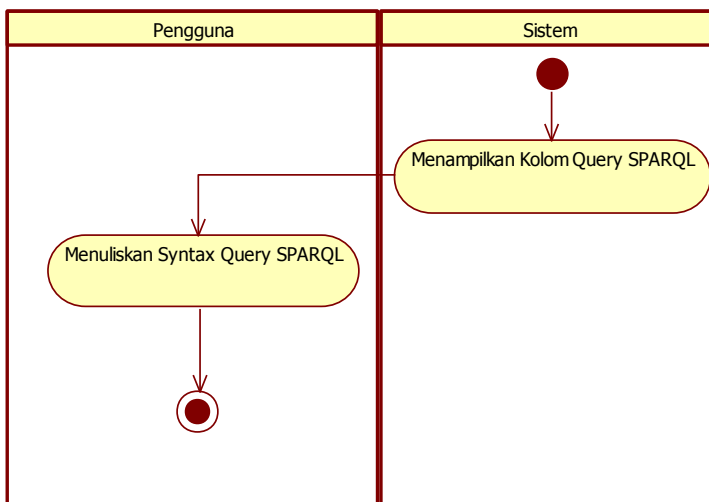 Pengguna
Sistem
Menampilkan Kolom Query SPARQL
Menuliskan Syntax Query SPARQL